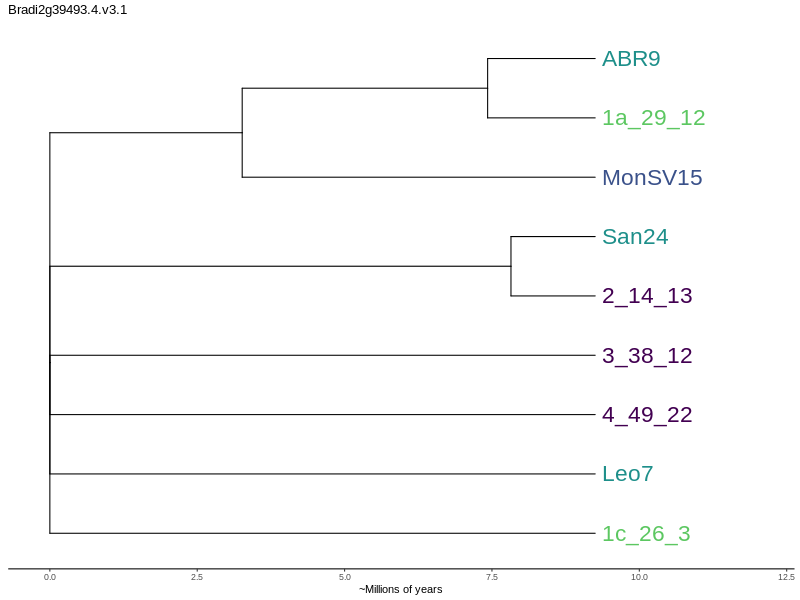 Bradi2g39493.4.v3.1
ABR9
1a_29_12
MonSV15
San24
2_14_13
3_38_12
4_49_22
Leo7
1c_26_3
0.0 2.5 5.0 7.5 10.0 12.5
~Millions of years